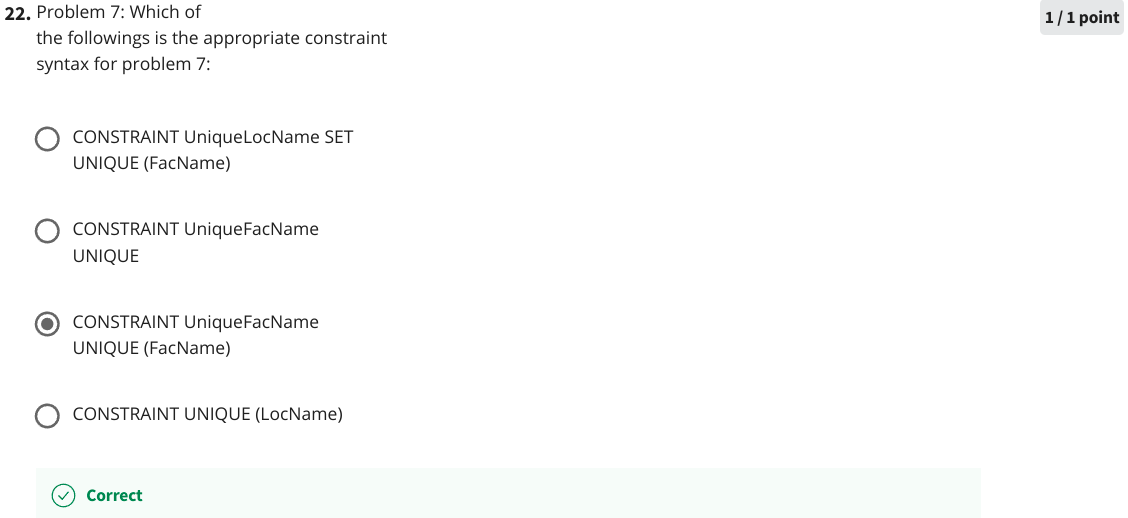 22. Problem 7: Which of
1 / 1 point
the followings is the appropriate constraint
syntax for problem 7:
CONSTRAINT UniqueLocName SET
UNIQUE (FacName)
CONSTRAINT UniqueFacName
UNIQUE
CONSTRAINT UniqueFacName
UNIQUE (FacName)
CONSTRAINT UNIQUE (LocName)
Correct